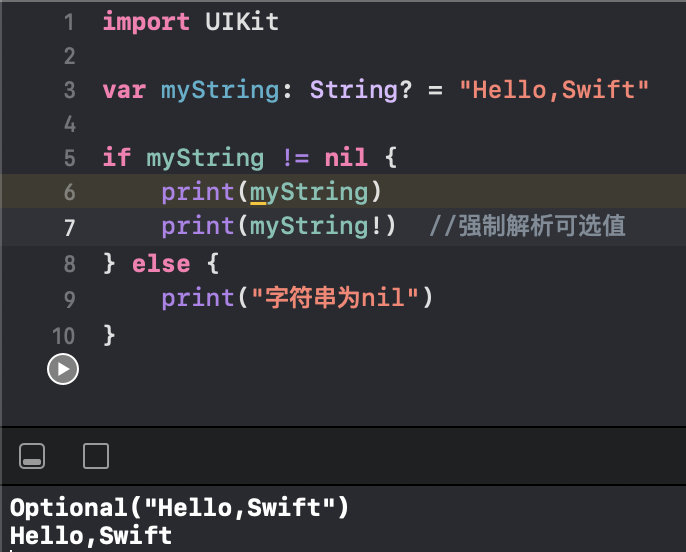 1 import UIKit
2
3 var myString: String? = "Hello,Swift"
4
5 if myString != nil {
6     print(myString)
7     print(myString!)  //强制解析可选值
8 } else {
9     print("字符串为nil")
10 }
Optional("Hello,Swift")
Hello,Swift